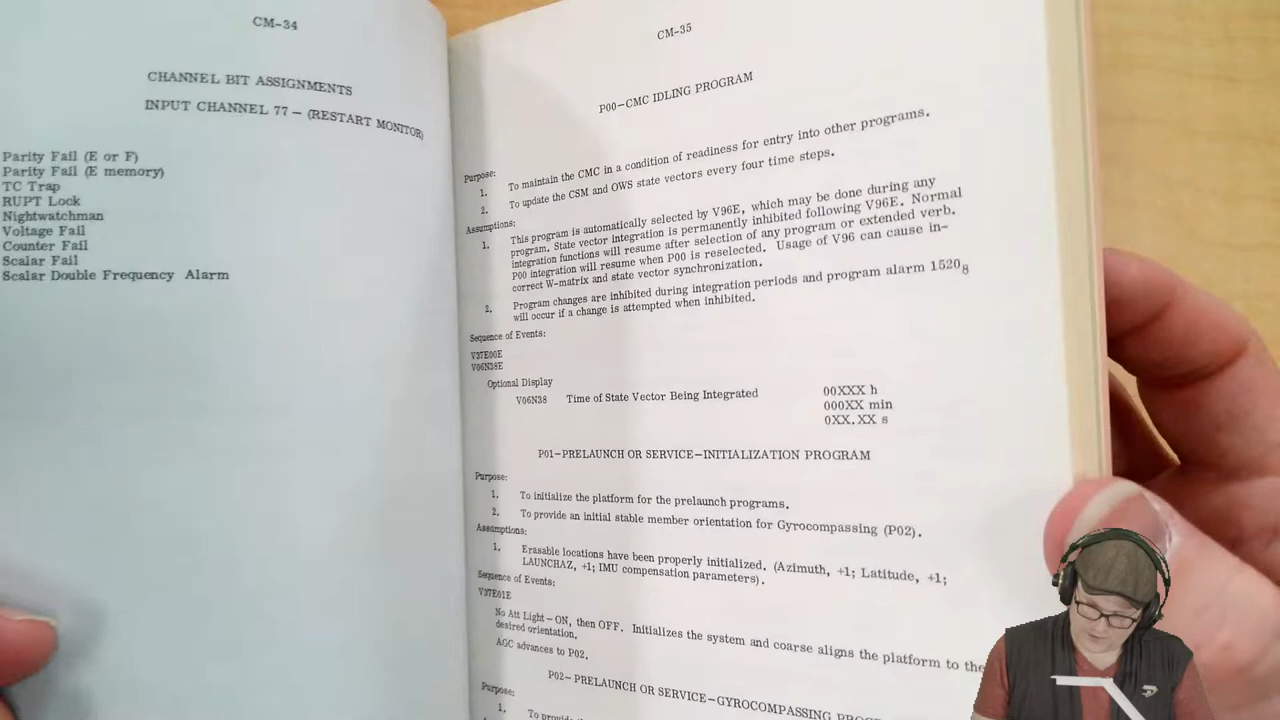 CM-34
CHANNEL BIT ASSIGNMENTS
INPUT CHANNEL 77 - (RESTART MONITOR)
Parity Fail (E or F)
Parity Fail (E memory)
TC Trap
RUPT Lock
Nightwatchman
Voltage Fail
Counter Fail
Scalar Fail
Scalar Double Frequency Alarm
CM-35
P00-CMC IDLING PROGRAM
Purpose:
1. To maintain the CMC in a condition of readiness for entry into other programs.
2. To update the CSM and OWS state vectors every four time steps.
Assumptions:
1. This program is automatically selected by V96E, which may be done during any
program. State vector integration is permanently inhibited following V96E. Normal
integration functions will resume after selection of any program or extended verb.
P00 integration will resume when P00 is reselected. Usage of V96 can cause in-
correct W-matrix and state vector synchronization.
2. Program changes are inhibited during integration periods and program alarm 1520₈
will occur if a change is attempted when inhibited.
Sequence of Events:
V37E00E
V06N38E
Optional Display
V06N38 Time of State Vector Being Integrated 00XXX h
000XX min
0XX.XX s
P01-PRELAUNCH OR SERVICE-INITIALIZATION PROGRAM
Purpose:
1. To initialize the platform for the prelaunch programs.
2. To provide an initial stable member orientation for Gyrocompassing (P02).
Assumptions:
1. Erasable locations have been properly initialized. (Azimuth, +1; Latitude, +1;
LAUNCHAZ, +1; IMU compensation parameters).
Sequence of Events:
V37E01E
No Att Light - ON, then OFF. Initializes the system and coarse aligns the platform to the
desired orientation.
AGC advances to P02.
P02- PRELAUNCH OR SERVICE-GYROCOMPASSING
Purpose:
1. To